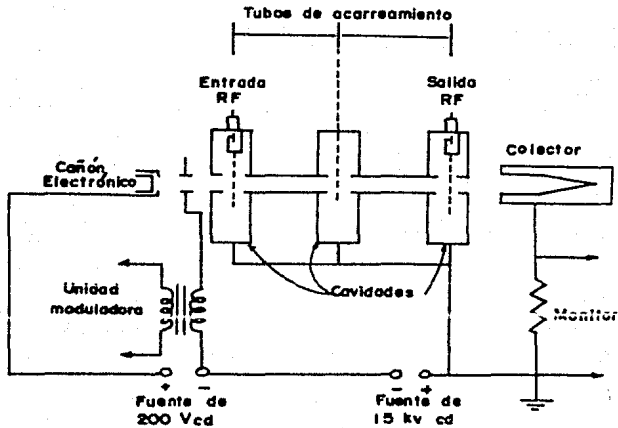 Tubos de acarreamiento
Entrada
RF
Salida
RF
Cañón
Electrónico
Colector
Unidad
moduladora
Cavidades
Monitor
+
-
-
+
Fuente de
200 Vcd
Fuente de
15 kv cd